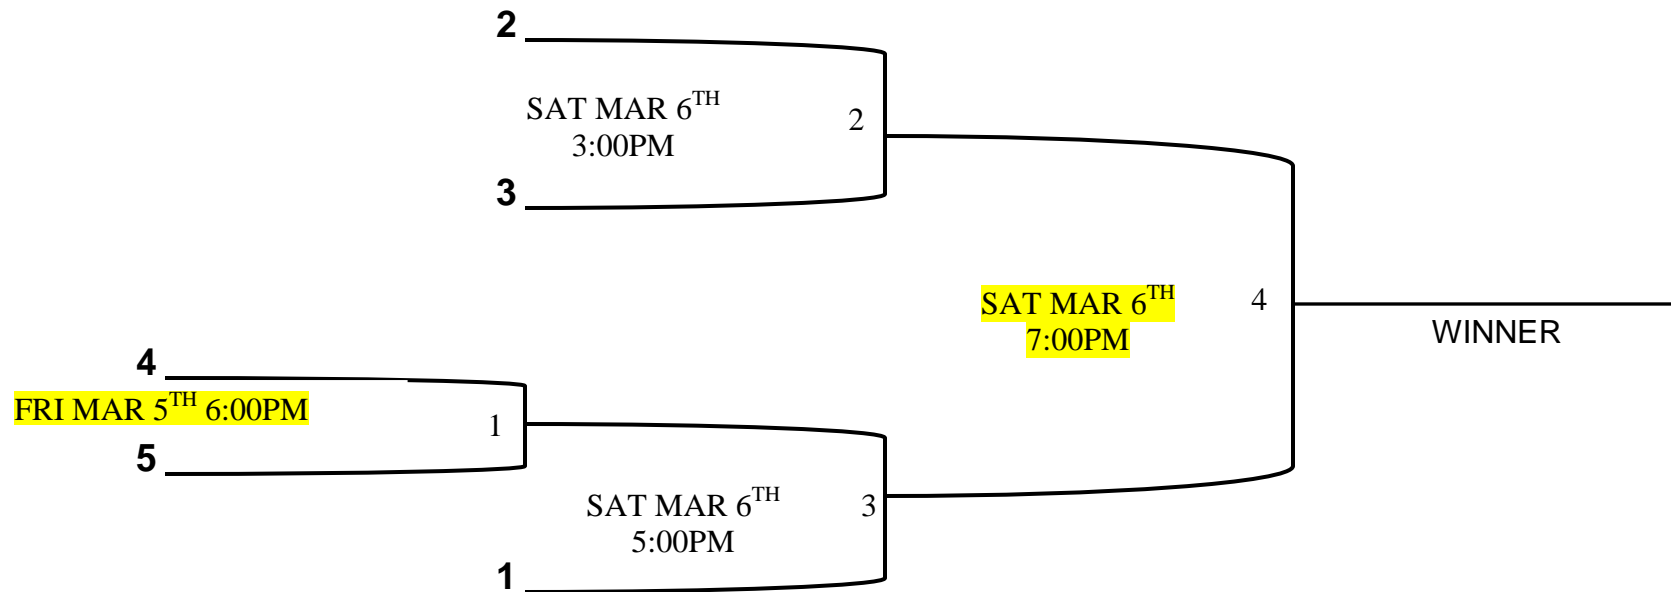 2
SAT MAR 6TH
3:00PM
2
3
SAT MAR 6TH
7:00PM
4
WINNER
4
FRI MAR 5TH 6:00PM
1
5
SAT MAR 6TH
5:00PM
3
1